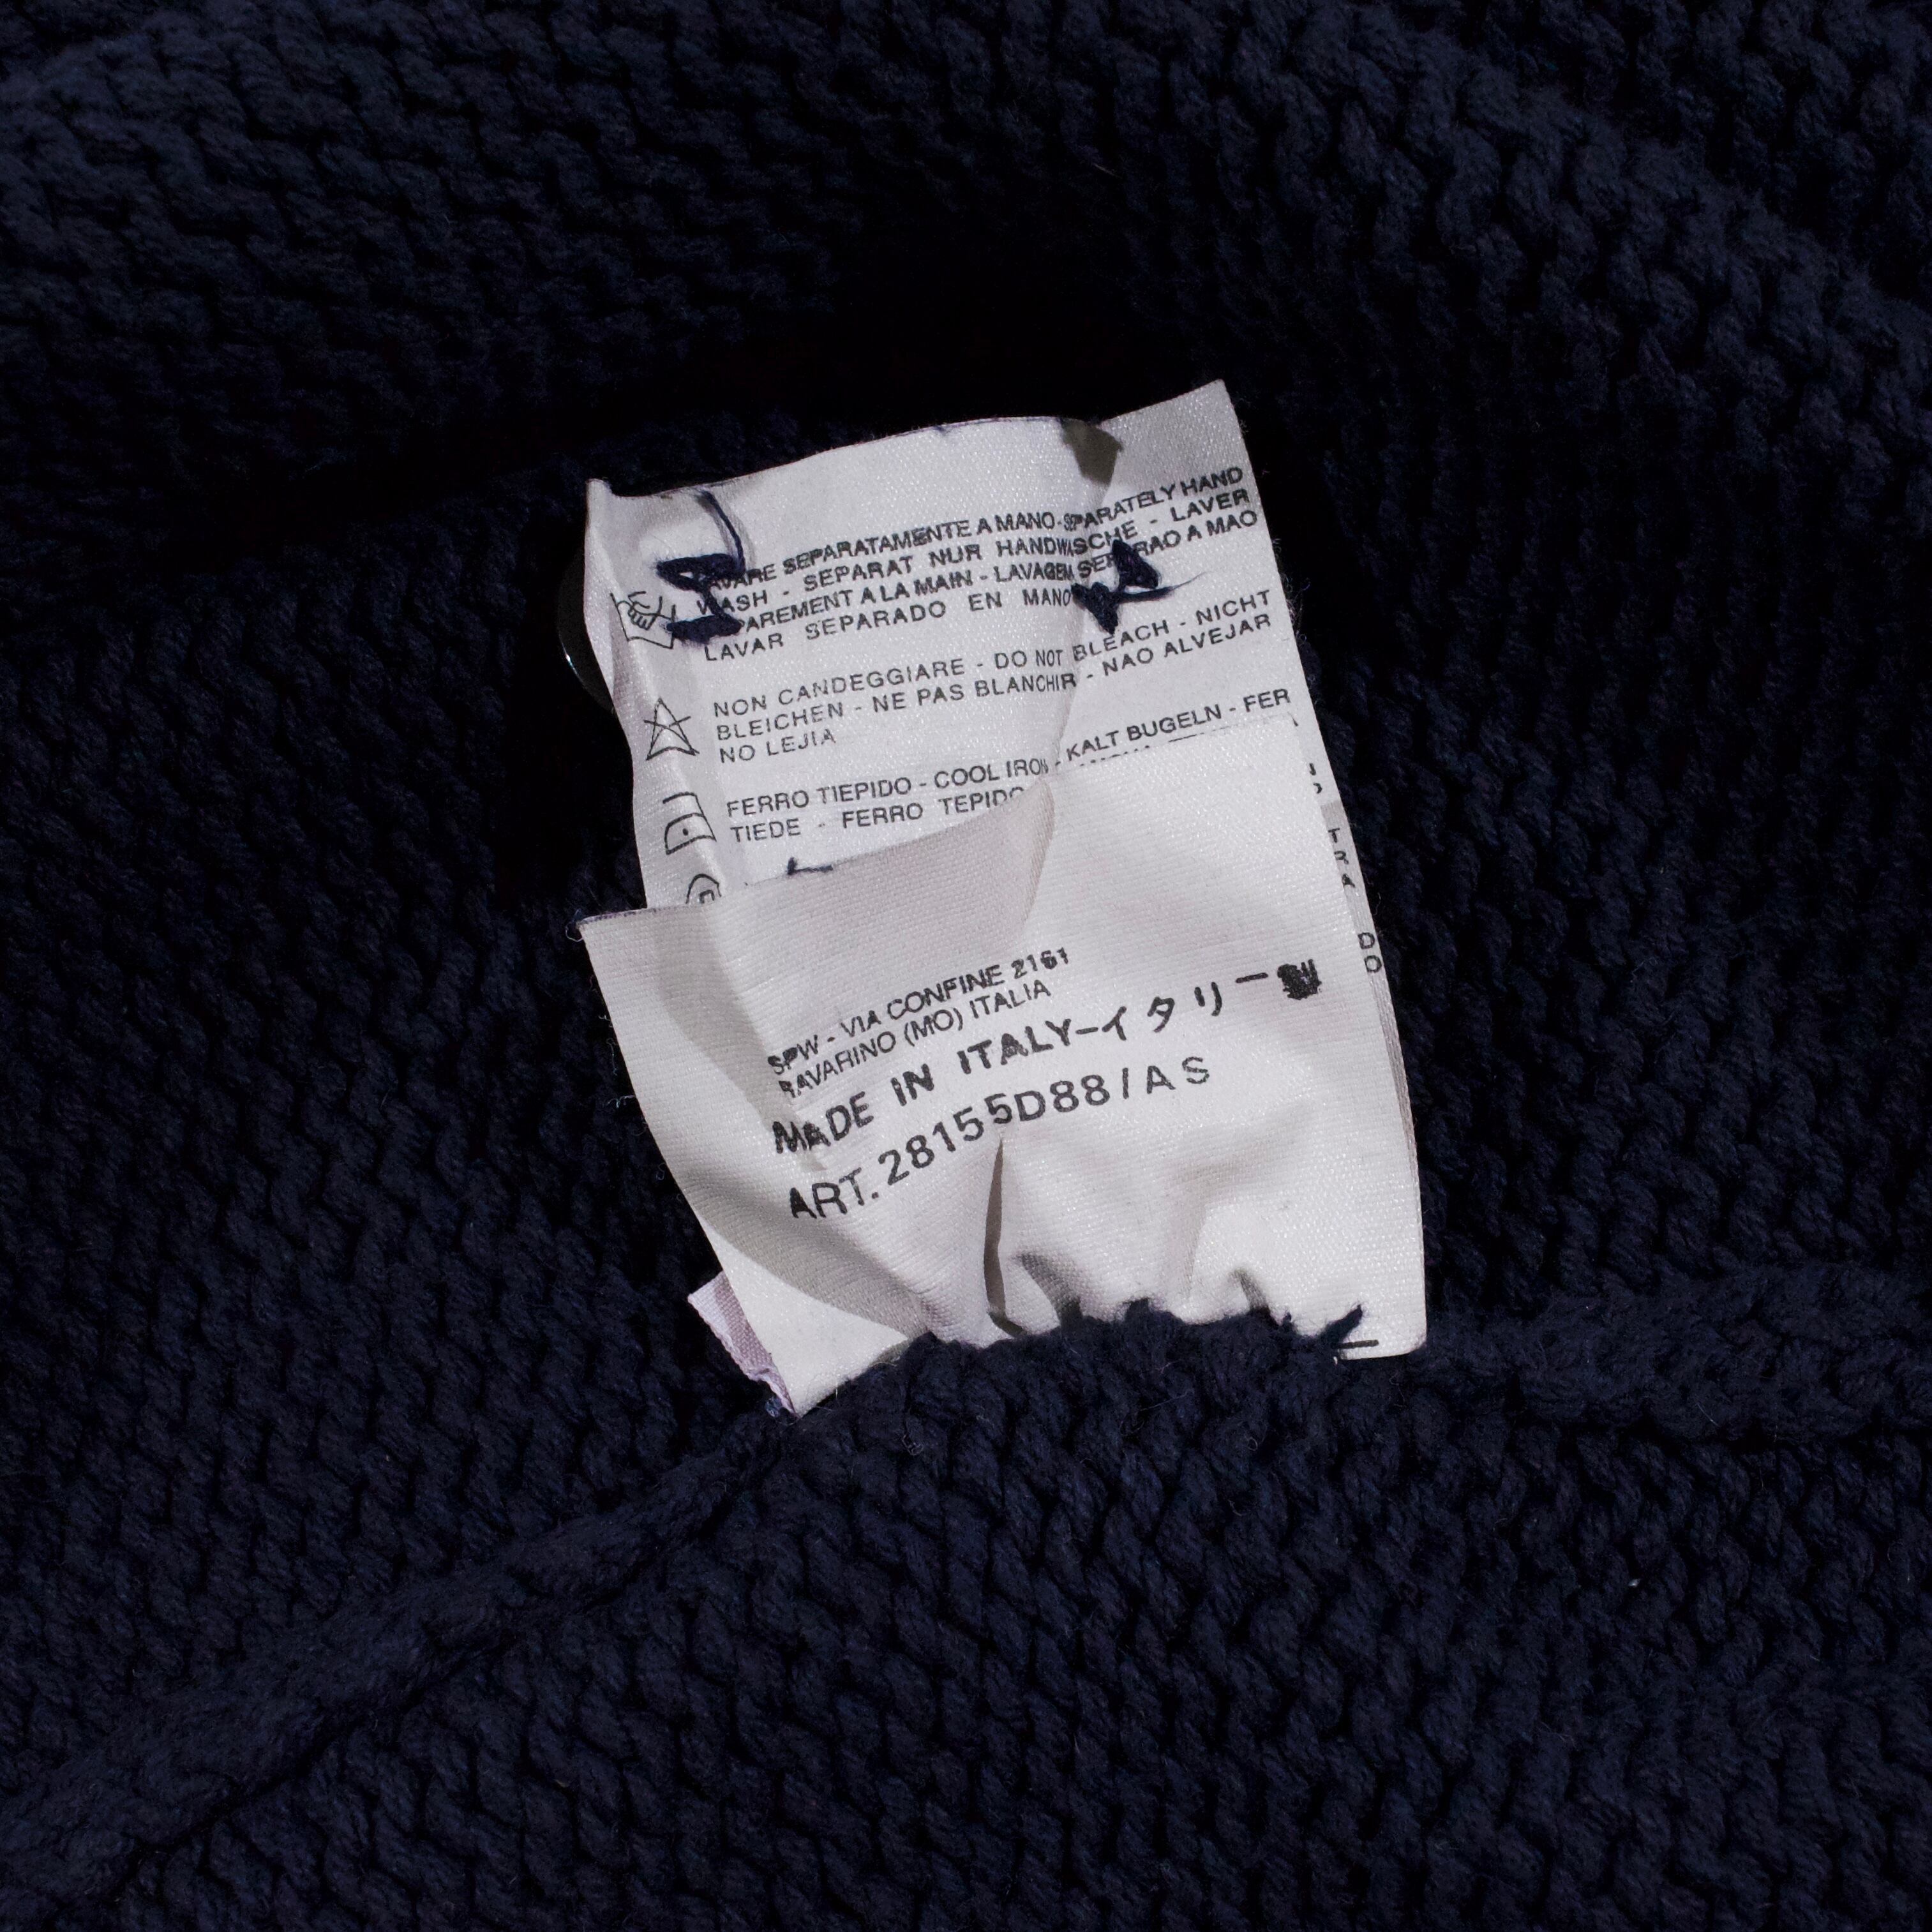 LAVARE SEPARATAMENTE A MANO - SPARATELY HAND
WASH - SEPARAT NUR HANDWASCHE - LAVER
SEPAREMENT A LA MAIN - LAVAGEM SEPARAO A MAO
LAVAR SEPARADO EN MANO
NON CANDEGGIARE - DO NOT BLEACH - NICHT
BLEICHEN - NE PAS BLANCHIR - NAO ALVEJAR
NO LEJIA
FERRO TIEPIDO - COOL IRON - KALT BUGELN - FER
TIEDE - FERRO TEPIDO
SPW - VIA CONFINE 2161
RAVARINO (MO) ITALIA
MADE IN ITALY-イタリー製
ART. 28155D88/AS